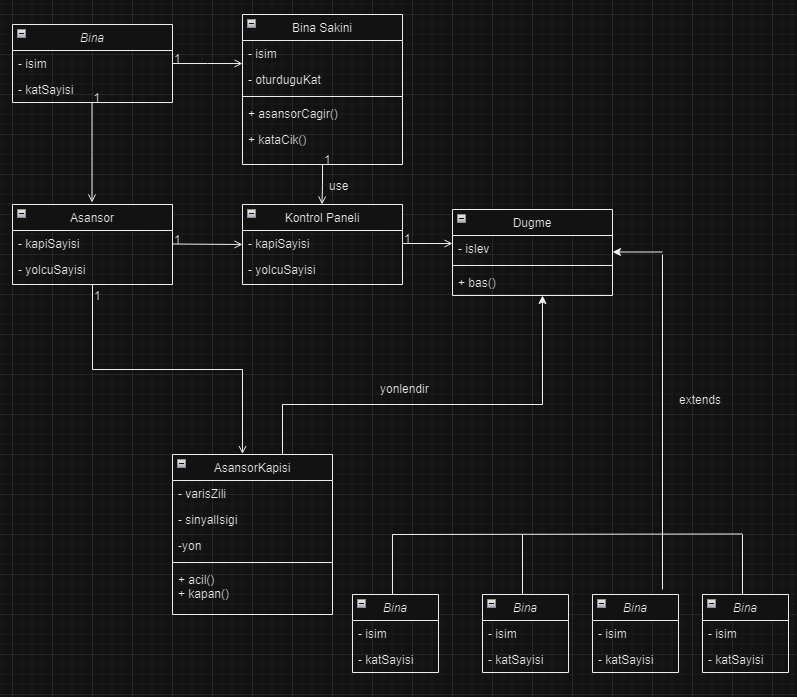 Bina
- isim
- katSayisi
1
1
Bina Sakini
- isim
- oturduguKat
+ asansorCagir()
+ kataCik()
1
use
Asansor
- kapiSayisi
- yolcuSayisi
1
1
Kontrol Paneli
- kapiSayisi
- yolcuSayisi
1
Dugme
- islev
+ bas()
yonlendir
extends
AsansorKapisi
- varisZili
- sinyalIsigi
-yon
+ acil()
+ kapan()
Bina
- isim
- katSayisi
Bina
- isim
- katSayisi
Bina
- isim
- katSayisi
Bina
- isim
- katSayisi